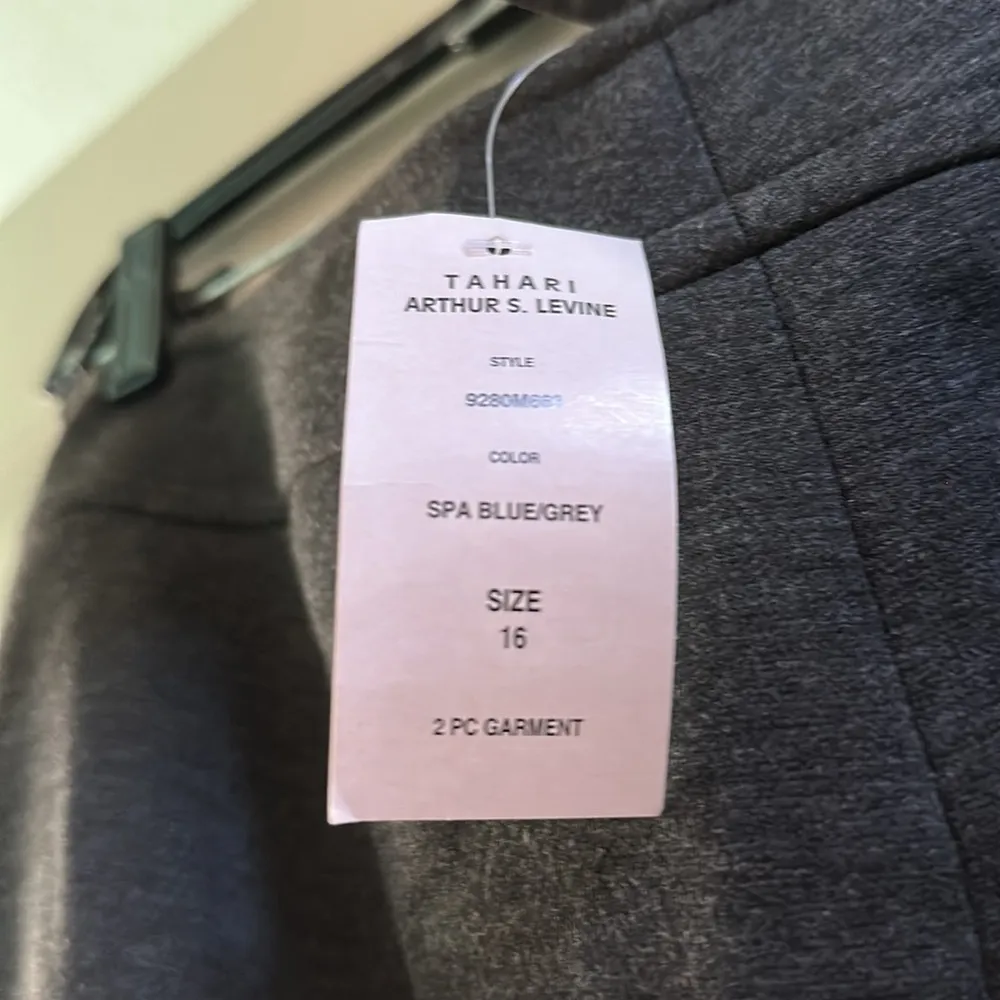 TAHARI
ARTHUR S. LEVINE
STYLE
COLOR
SPA BLUE/GREY
SIZE
16
2 PC GARMENT